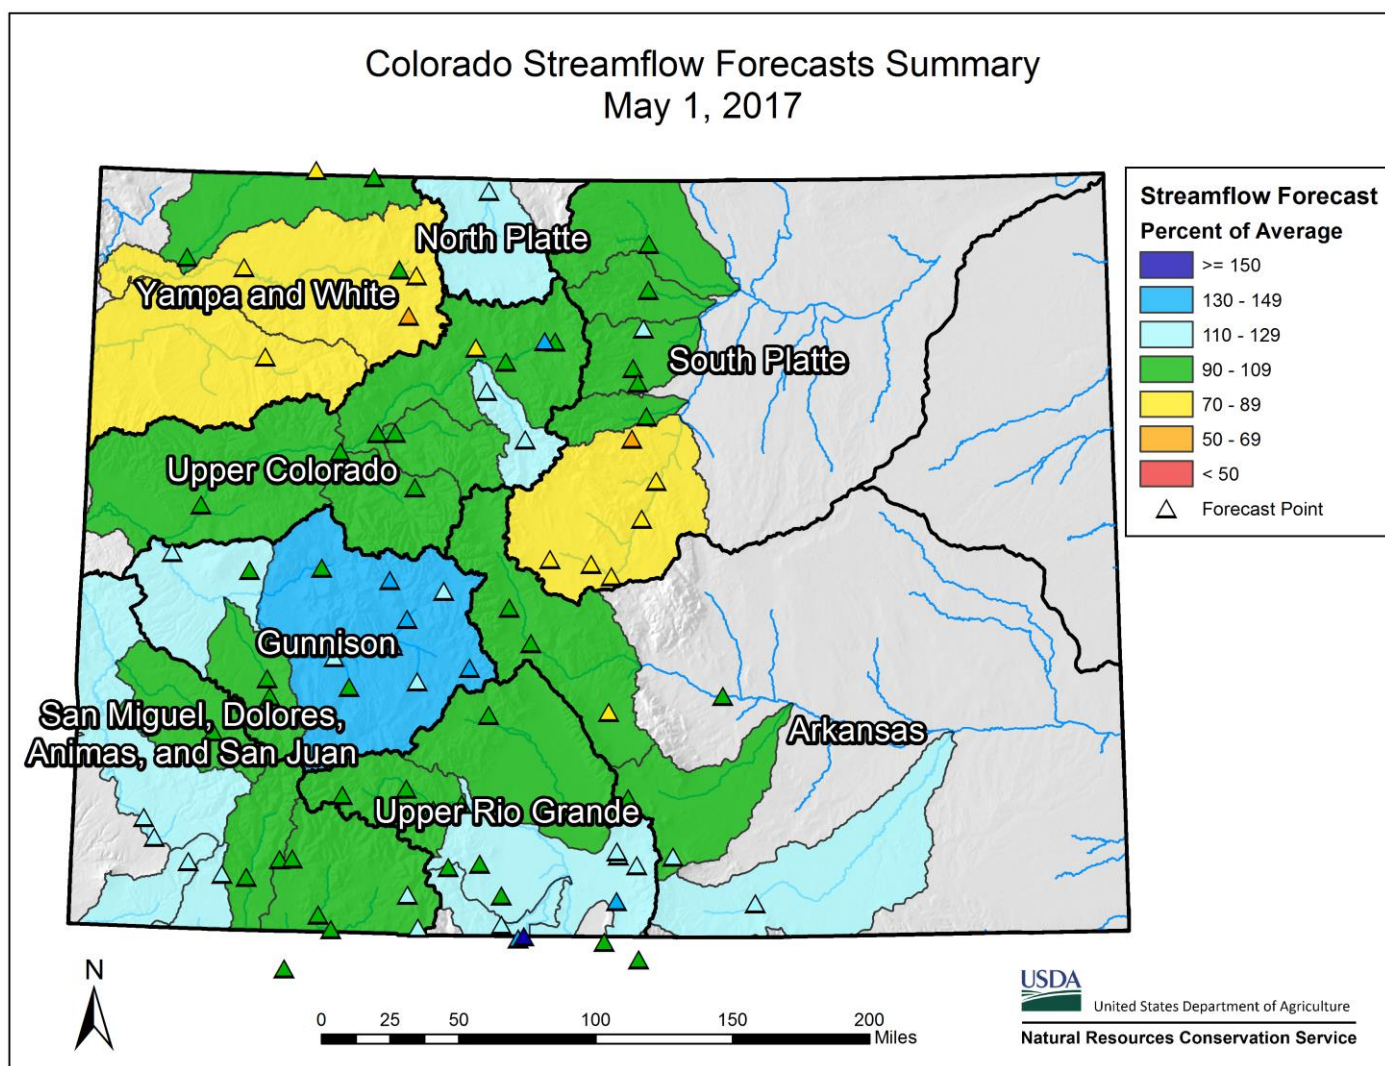 Colorado Streamflow Forecasts Summary
May 1, 2017
North Platte
Yampa and White
South Platte
Upper Colorado
Gunnison
San Miguel, Dolores,
Animas, and San Juan
Arkansas
Upper Rio Grande
Streamflow Forecast
Percent of Average
>= 150
130 - 149
110 - 129
90 - 109
70 - 89
50 - 69
< 50
Forecast Point
N
0 25 50 100 150 200
Miles
USDA
United States Department of Agriculture
Natural Resources Conservation Service